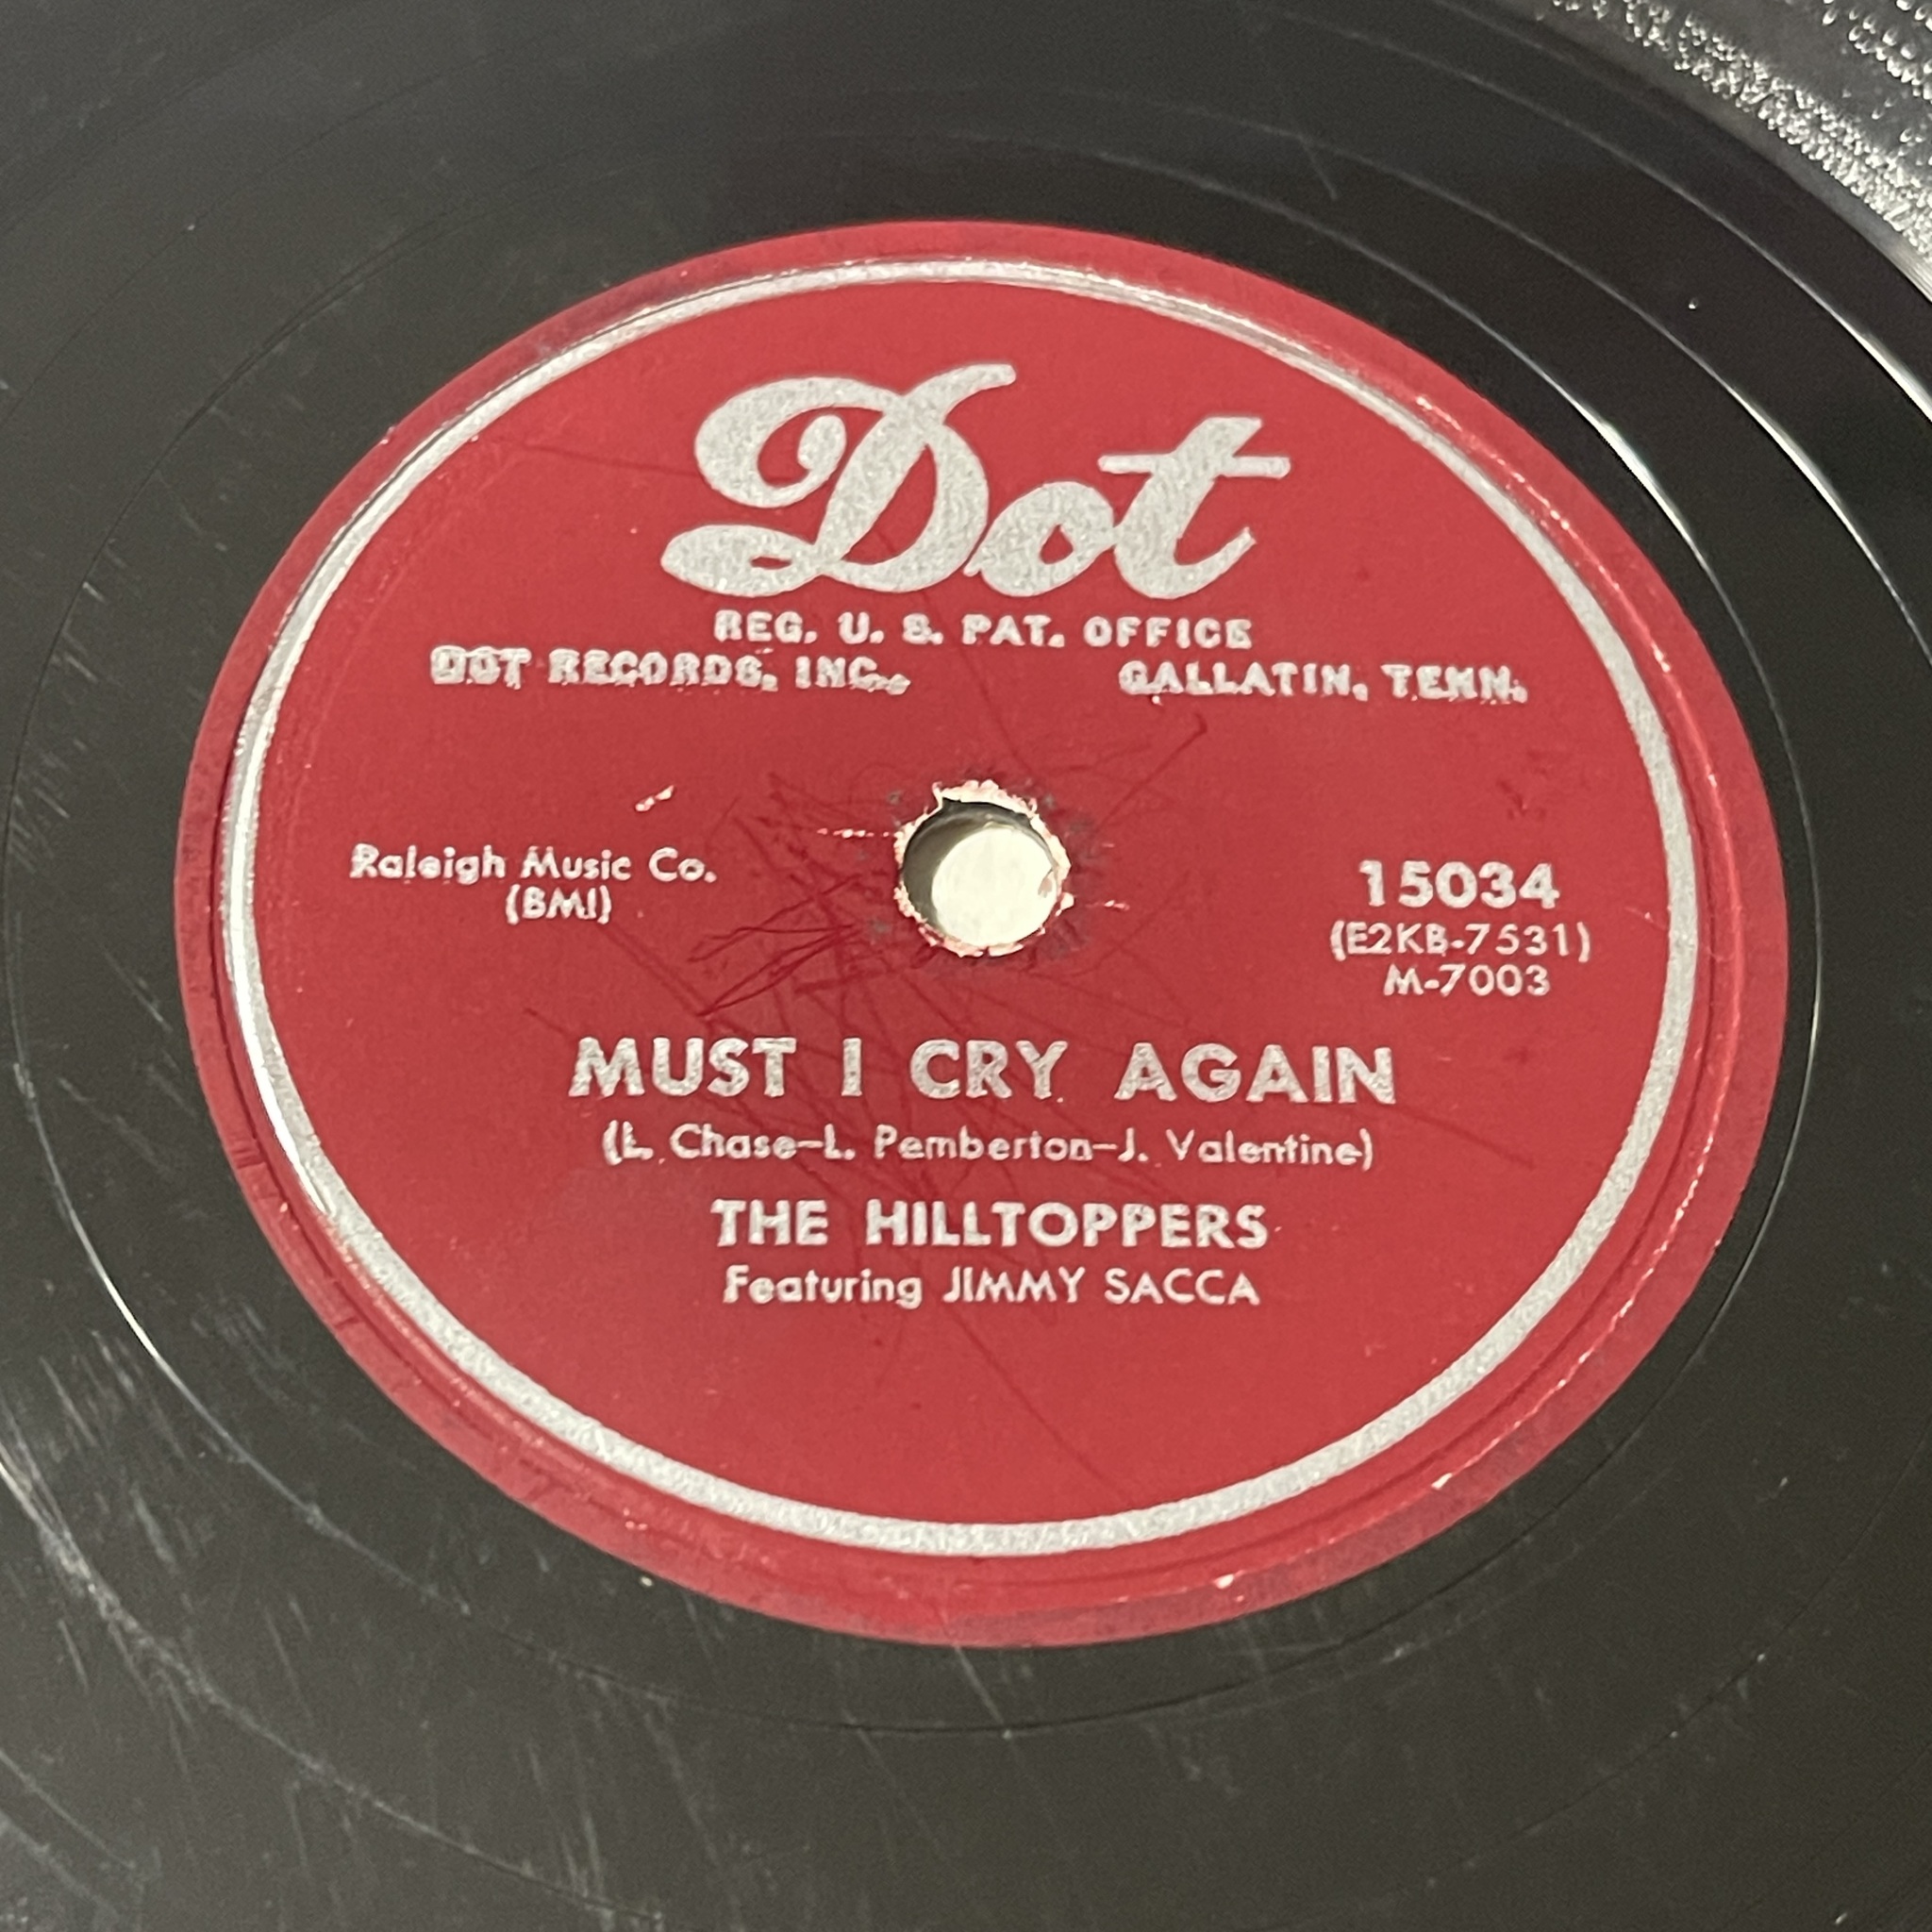 Dot
REG. U. S. PAT. OFFICE
DOT RECORDS, INC., GALLATIN, TENN.
Raleigh Music Co.
(BMI)
15034
(E2KB-7531)
M-7003
MUST I CRY AGAIN
(L. Chase–L. Pemberton–J. Valentine)
THE HILLTOPPERS
Featuring JIMMY SACCA